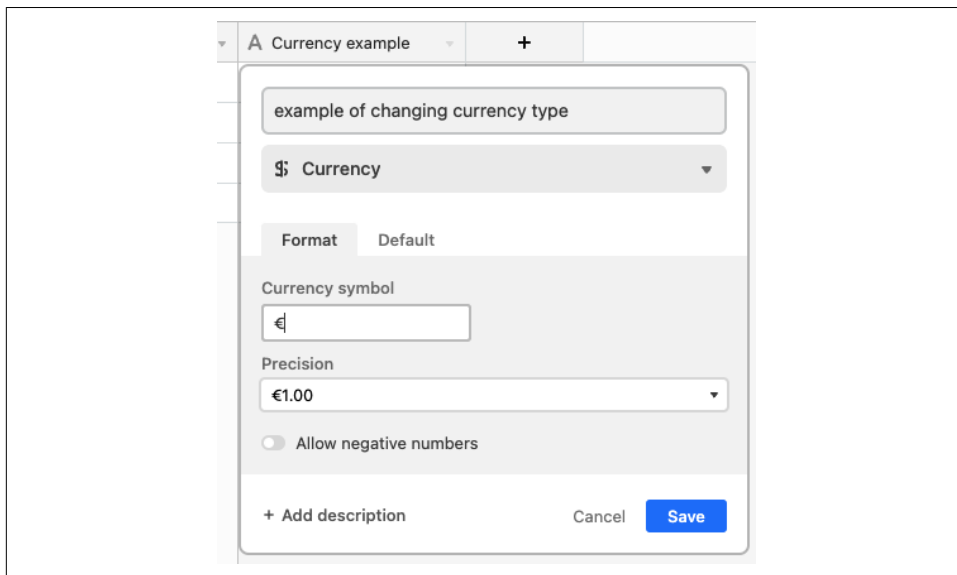 A Currency example
+
example of changing currency type
$ Currency
Format Default
Currency symbol
€
Precision
€1.00
Allow negative numbers
+ Add description Cancel Save